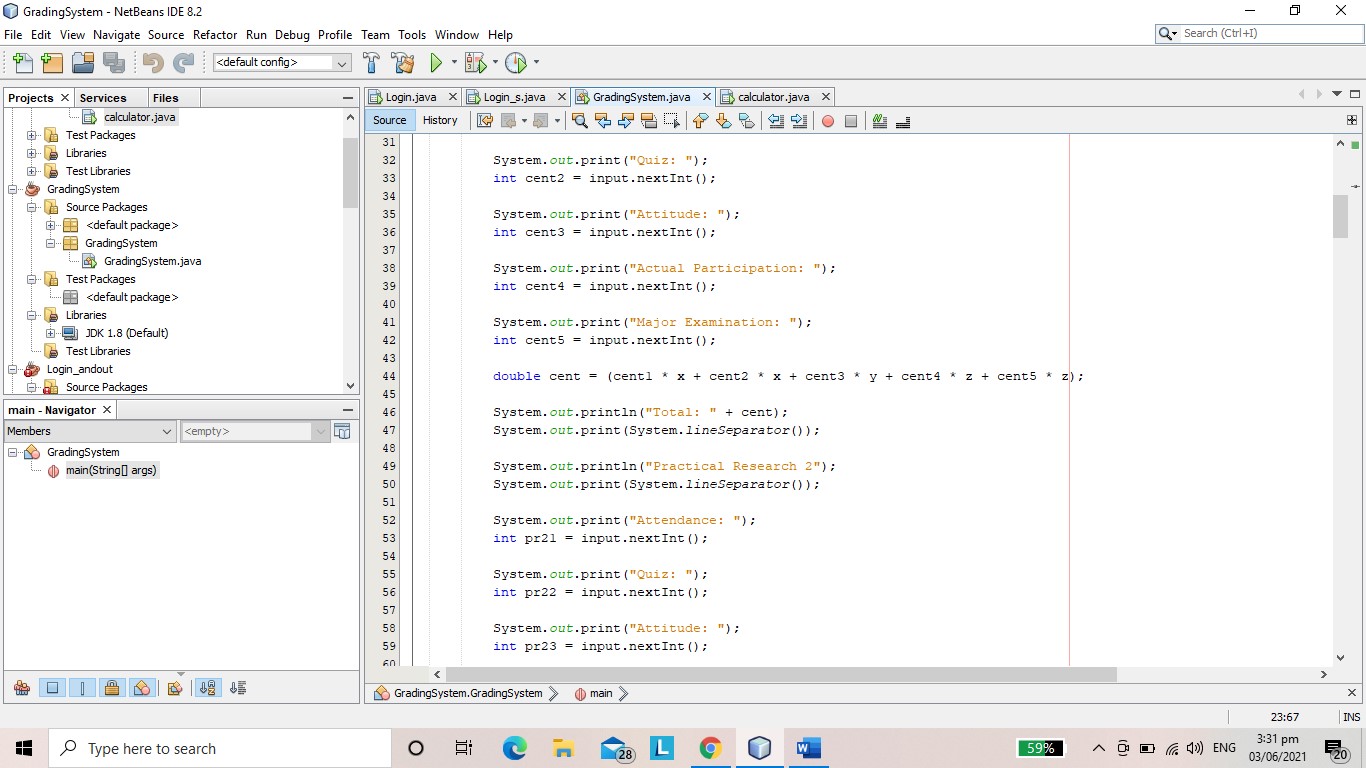 GradingSystem - NetBeans IDE 8.2
File Edit View Navigate Source Refactor Run Debug Profile Team Tools Window Help
Search (Ctrl+I)
<default config>
Projects Services Files
calculator.java
Test Packages
Libraries
Test Libraries
GradingSystem
Source Packages
<default package>
GradingSystem
GradingSystem.java
Test Packages
<default package>
Libraries
JDK 1.8 (Default)
Test Libraries
Login_andout
Source Packages
main - Navigator
Members <empty>
GradingSystem
main(String[] args)
Login.java Login_s.java GradingSystem.java calculator.java
Source History
31
32 System.out.print("Quiz: ");
33 int cent2 = input.nextInt();
34
35 System.out.print("Attitude: ");
36 int cent3 = input.nextInt();
37
38 System.out.print("Actual Participation: ");
39 int cent4 = input.nextInt();
40
41 System.out.print("Major Examination: ");
42 int cent5 = input.nextInt();
43
44 double cent = (cent1 * x + cent2 * x + cent3 * y + cent4 * z + cent5 * z);
45
46 System.out.println("Total: " + cent);
47 System.out.print(System.lineSeparator());
48
49 System.out.println("Practical Research 2");
50 System.out.print(System.lineSeparator());
51
52 System.out.print("Attendance: ");
53 int pr21 = input.nextInt();
54
55 System.out.print("Quiz: ");
56 int pr22 = input.nextInt();
57
58 System.out.print("Attitude: ");
59 int pr23 = input.nextInt();
60
GradingSystem.GradingSystem main
23:67 INS
Type here to search
28
L
59%
ENG
3:31 pm
03/06/2021
20